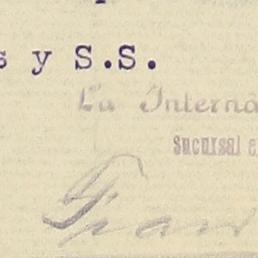 s y S.S.
La Interna
Sucursal e